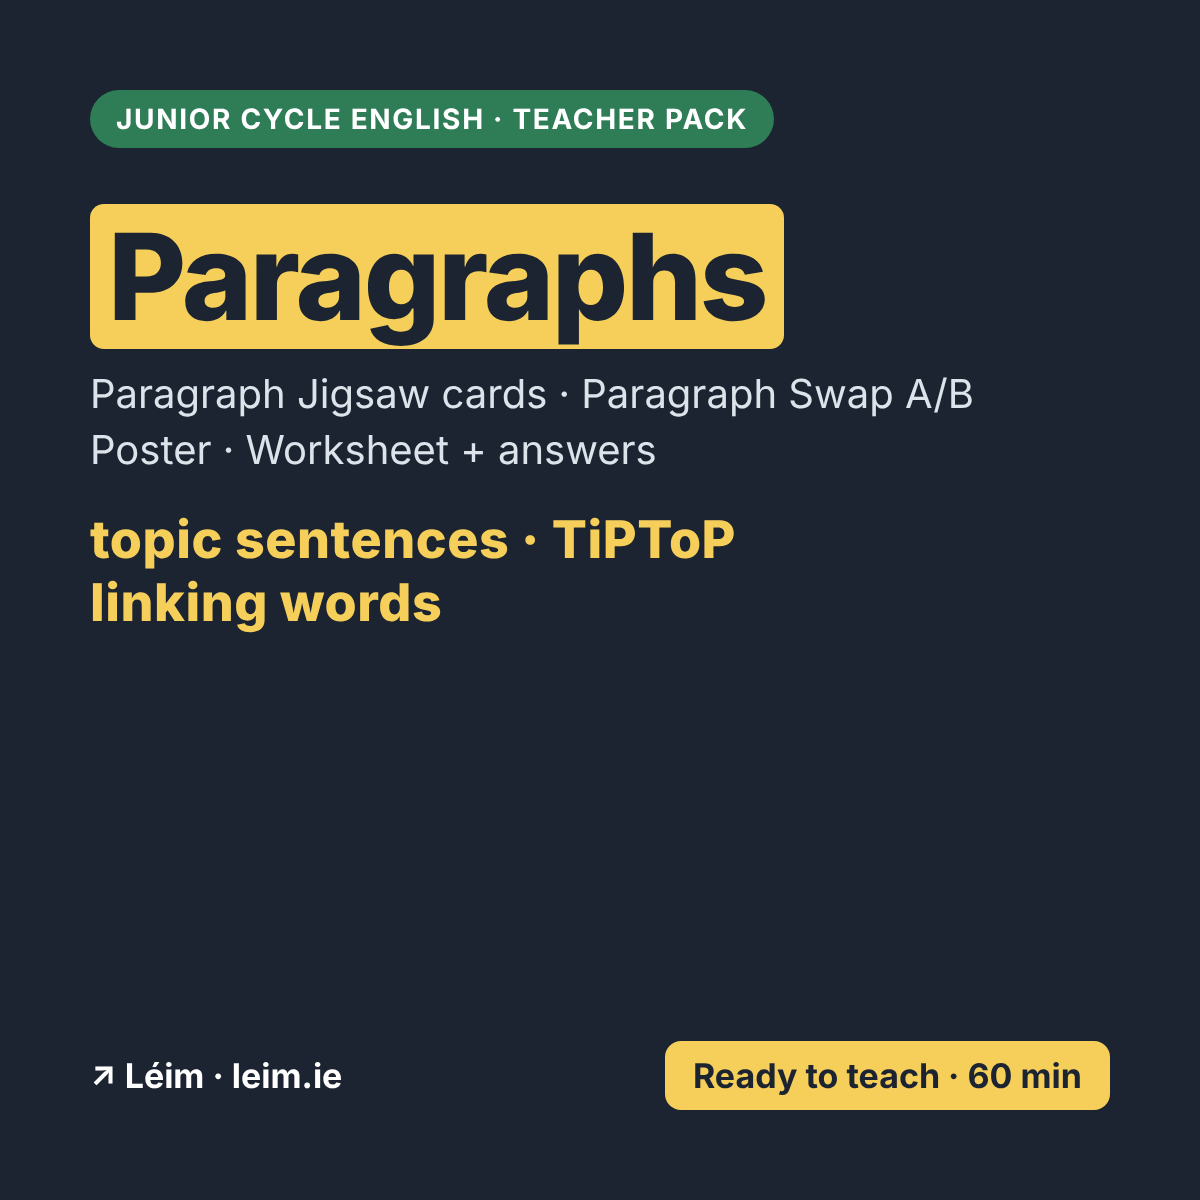 JUNIOR CYCLE ENGLISH · TEACHER PACK
Paragraphs
Paragraph Jigsaw cards · Paragraph Swap A/B
Poster · Worksheet + answers
topic sentences · TiPToP
linking words
↗ Léim · leim.ie
Ready to teach · 60 min